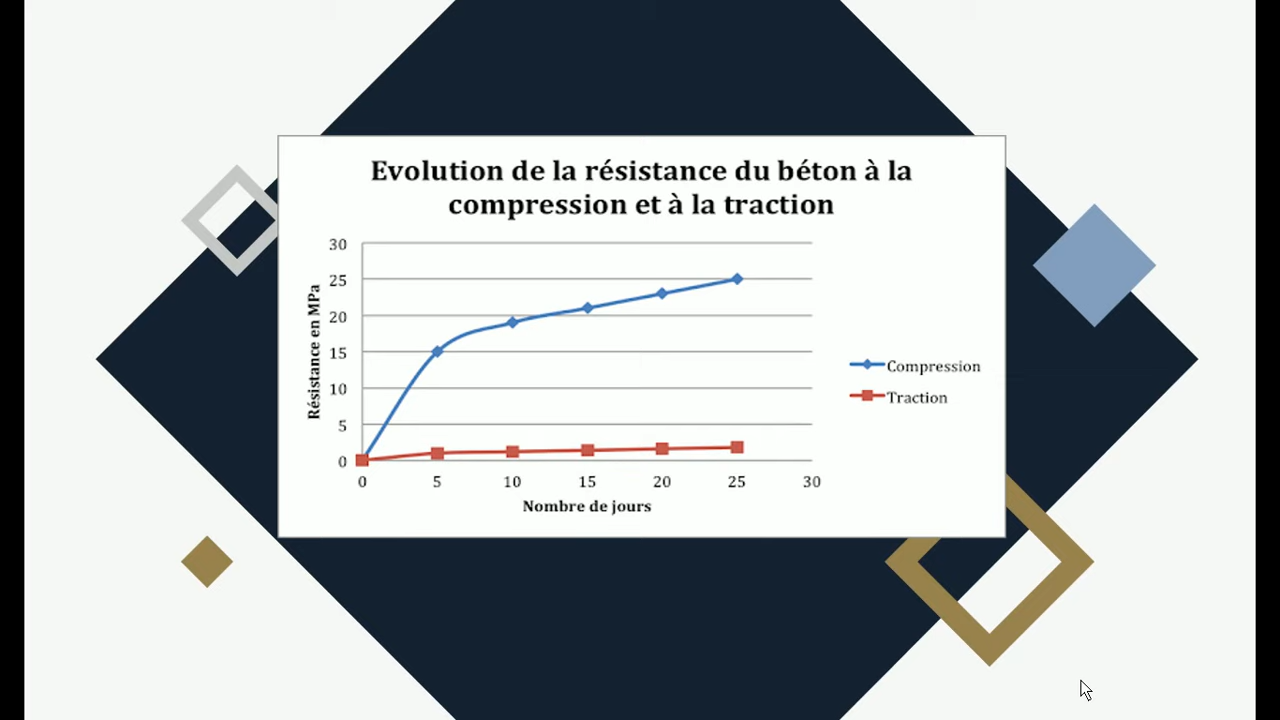 Evolution de la résistance du béton à la
compression et à la traction
30
25
20
15
10
5
0
Résistance en MPa
0 5 10 15 20 25 30
Nombre de jours
Compression
Traction